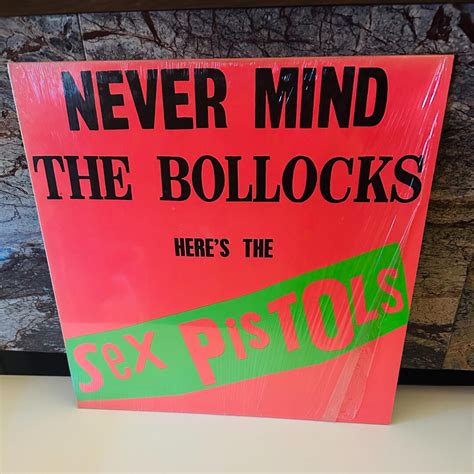 NEVER MIND
THE BOLLOCKS
HERE'S THE
SeX PiSTOLS